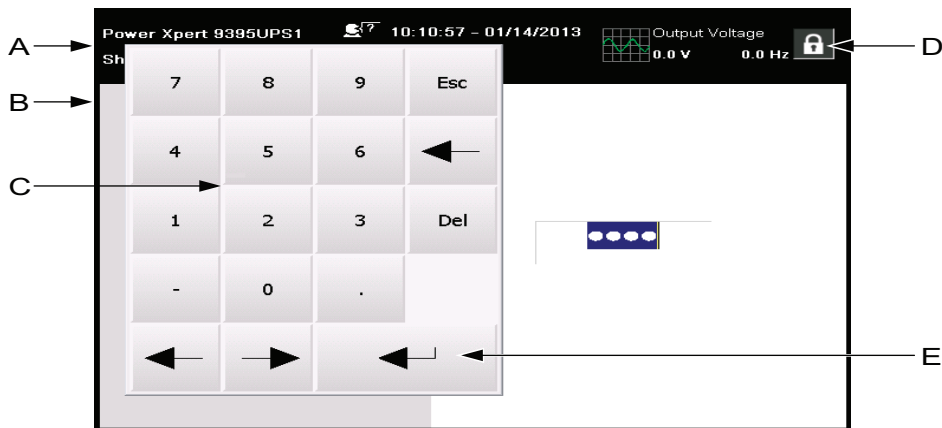 Power Xpert 9395UPS1 ? 10:10:57 - 01/14/2013 Output Voltage
0.0 V 0.0 Hz
Sh
A
B
C
D
E
7 8 9 Esc
4 5 6
1 2 3 Del
- 0 .